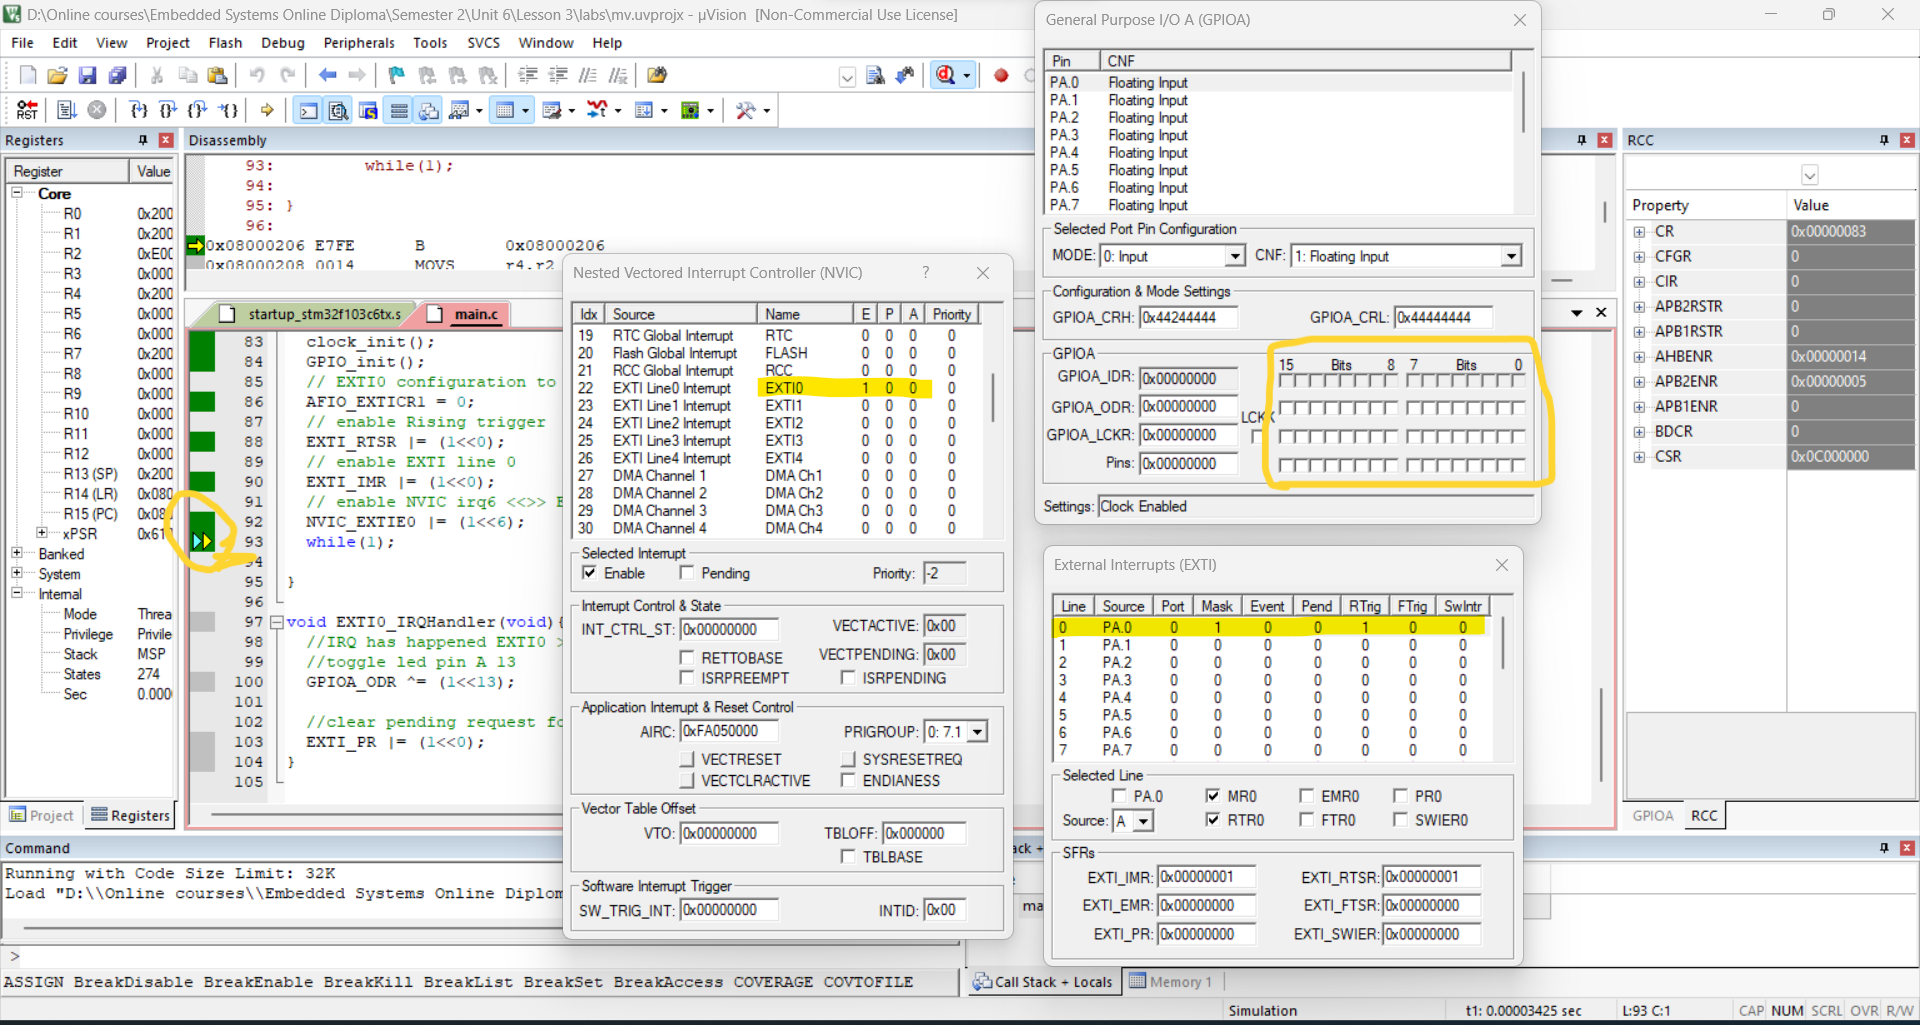 D:\Online courses\Embedded Systems Online Diploma\Semester 2\Unit 6\Lesson 3\labs\mv.uvprojx - µVision [Non-Commercial Use License]
File Edit View Project Flash Debug Peripherals Tools SVCS Window Help
RST
Registers
Register Value
Core
R0 0x200
R1 0x200
R2 0xE00
R3 0x000
R4 0x200
R5 0x000
R6 0x000
R7 0x200
R8 0x000
R9 0x000
R10 0x000
R11 0x000
R12 0x000
R13 (SP) 0x200
R14 (LR) 0x080
R15 (PC) 0x08
xPSR 0x61
Banked
System
Internal
Mode Threa
Privilege Privile
Stack MSP
States 274
Sec 0.000
Project Registers
Disassembly
93: while(1);
94:
95: }
96:
0x08000206 E7FE B 0x08000206
0x08000208 0014 MOVS r4,r2
startup_stm32f103c6tx.s main.c
83 clock_init();
84 GPIO_init();
85 // EXTI0 configuration to
86 AFIO_EXTICR1 = 0;
87 // enable Rising trigger
88 EXTI_RTSR |= (1<<0);
89 // enable EXTI line 0
90 EXTI_IMR |= (1<<0);
91 // enable NVIC irq6 <<>> E
92 NVIC_EXTIE0 |= (1<<6);
93 while(1);
94
95 }
96
97 void EXTI0_IRQHandler(void){
98 //IRQ has happened EXTI0 >
99 //toggle led pin A 13
100 GPIOA_ODR ^= (1<<13);
101
102 //clear pending request fo
103 EXTI_PR |= (1<<0);
104 }
105
Nested Vectored Interrupt Controller (NVIC) ?
Idx Source Name E P A Priority
19 RTC Global Interrupt RTC 0 0 0 0
20 Flash Global Interrupt FLASH 0 0 0 0
21 RCC Global Interrupt RCC 0 0 0 0
22 EXTI Line0 Interrupt EXTI0 1 0 0 0
23 EXTI Line1 Interrupt EXTI1 0 0 0 0
24 EXTI Line2 Interrupt EXTI2 0 0 0 0
25 EXTI Line3 Interrupt EXTI3 0 0 0 0
26 EXTI Line4 Interrupt EXTI4 0 0 0 0
27 DMA Channel 1 DMA Ch1 0 0 0 0
28 DMA Channel 2 DMA Ch2 0 0 0 0
29 DMA Channel 3 DMA Ch3 0 0 0 0
30 DMA Channel 4 DMA Ch4 0 0 0 0
Selected Interrupt
Enable Pending Priority: -2
Interrupt Control & State
INT_CTRL_ST: 0x00000000 VECTACTIVE: 0x00
RETTOBASE VECTPENDING: 0x00
ISRPREEMPT ISRPENDING
Application Interrupt & Reset Control
AIRC: 0xFA050000 PRIGROUP: 0: 7.1
VECTRESET SYSRESETREQ
VECTCLRACTIVE ENDIANESS
Vector Table Offset
VTO: 0x00000000 TBLOFF: 0x000000
TBLBASE
Software Interrupt Trigger
SW_TRIG_INT: 0x00000000 INTID: 0x00
General Purpose I/O A (GPIOA)
Pin CNF
PA.0 Floating Input
PA.1 Floating Input
PA.2 Floating Input
PA.3 Floating Input
PA.4 Floating Input
PA.5 Floating Input
PA.6 Floating Input
PA.7 Floating Input
Selected Port Pin Configuration
MODE: 0: Input CNF: 1: Floating Input
Configuration & Mode Settings
GPIOA_CRH: 0x44244444 GPIOA_CRL: 0x44444444
GPIOA
15 Bits 8 7 Bits 0
GPIOA_IDR: 0x00000000
GPIOA_ODR: 0x00000000
LCKK
GPIOA_LCKR: 0x00000000
Pins: 0x00000000
Settings: Clock Enabled
External Interrupts (EXTI)
Line Source Port Mask Event Pend RTrig FTrig SwIntr
0 PA.0 0 1 0 0 1 0 0
1 PA.1 0 0 0 0 0 0 0
2 PA.2 0 0 0 0 0 0 0
3 PA.3 0 0 0 0 0 0 0
4 PA.4 0 0 0 0 0 0 0
5 PA.5 0 0 0 0 0 0 0
6 PA.6 0 0 0 0 0 0 0
7 PA.7 0 0 0 0 0 0 0
Selected Line
PA.0 MR0 EMR0 PR0
Source: A RTR0 FTR0 SWIER0
SFRs
EXTI_IMR: 0x00000001 EXTI_RTSR: 0x00000001
EXTI_EMR: 0x00000000 EXTI_FTSR: 0x00000000
EXTI_PR: 0x00000000 EXTI_SWIER: 0x00000000
RCC
Property Value
CR 0x00000083
CFGR 0
CIR 0
APB2RSTR 0
APB1RSTR 0
AHBENR 0x00000014
APB2ENR 0x00000005
APB1ENR 0
BDCR 0
CSR 0x0C000000
GPIOA RCC
Command
Running with Code Size Limit: 32K
Load "D:\\Online courses\\Embedded Systems Online Diplom
>
ASSIGN BreakDisable BreakEnable BreakKill BreakList BreakSet BreakAccess COVERAGE COVTOFILE
ack +
ma
Call Stack + Locals Memory 1
Simulation t1: 0.00003425 sec L:93 C:1 CAP NUM SCRL OVR R/W